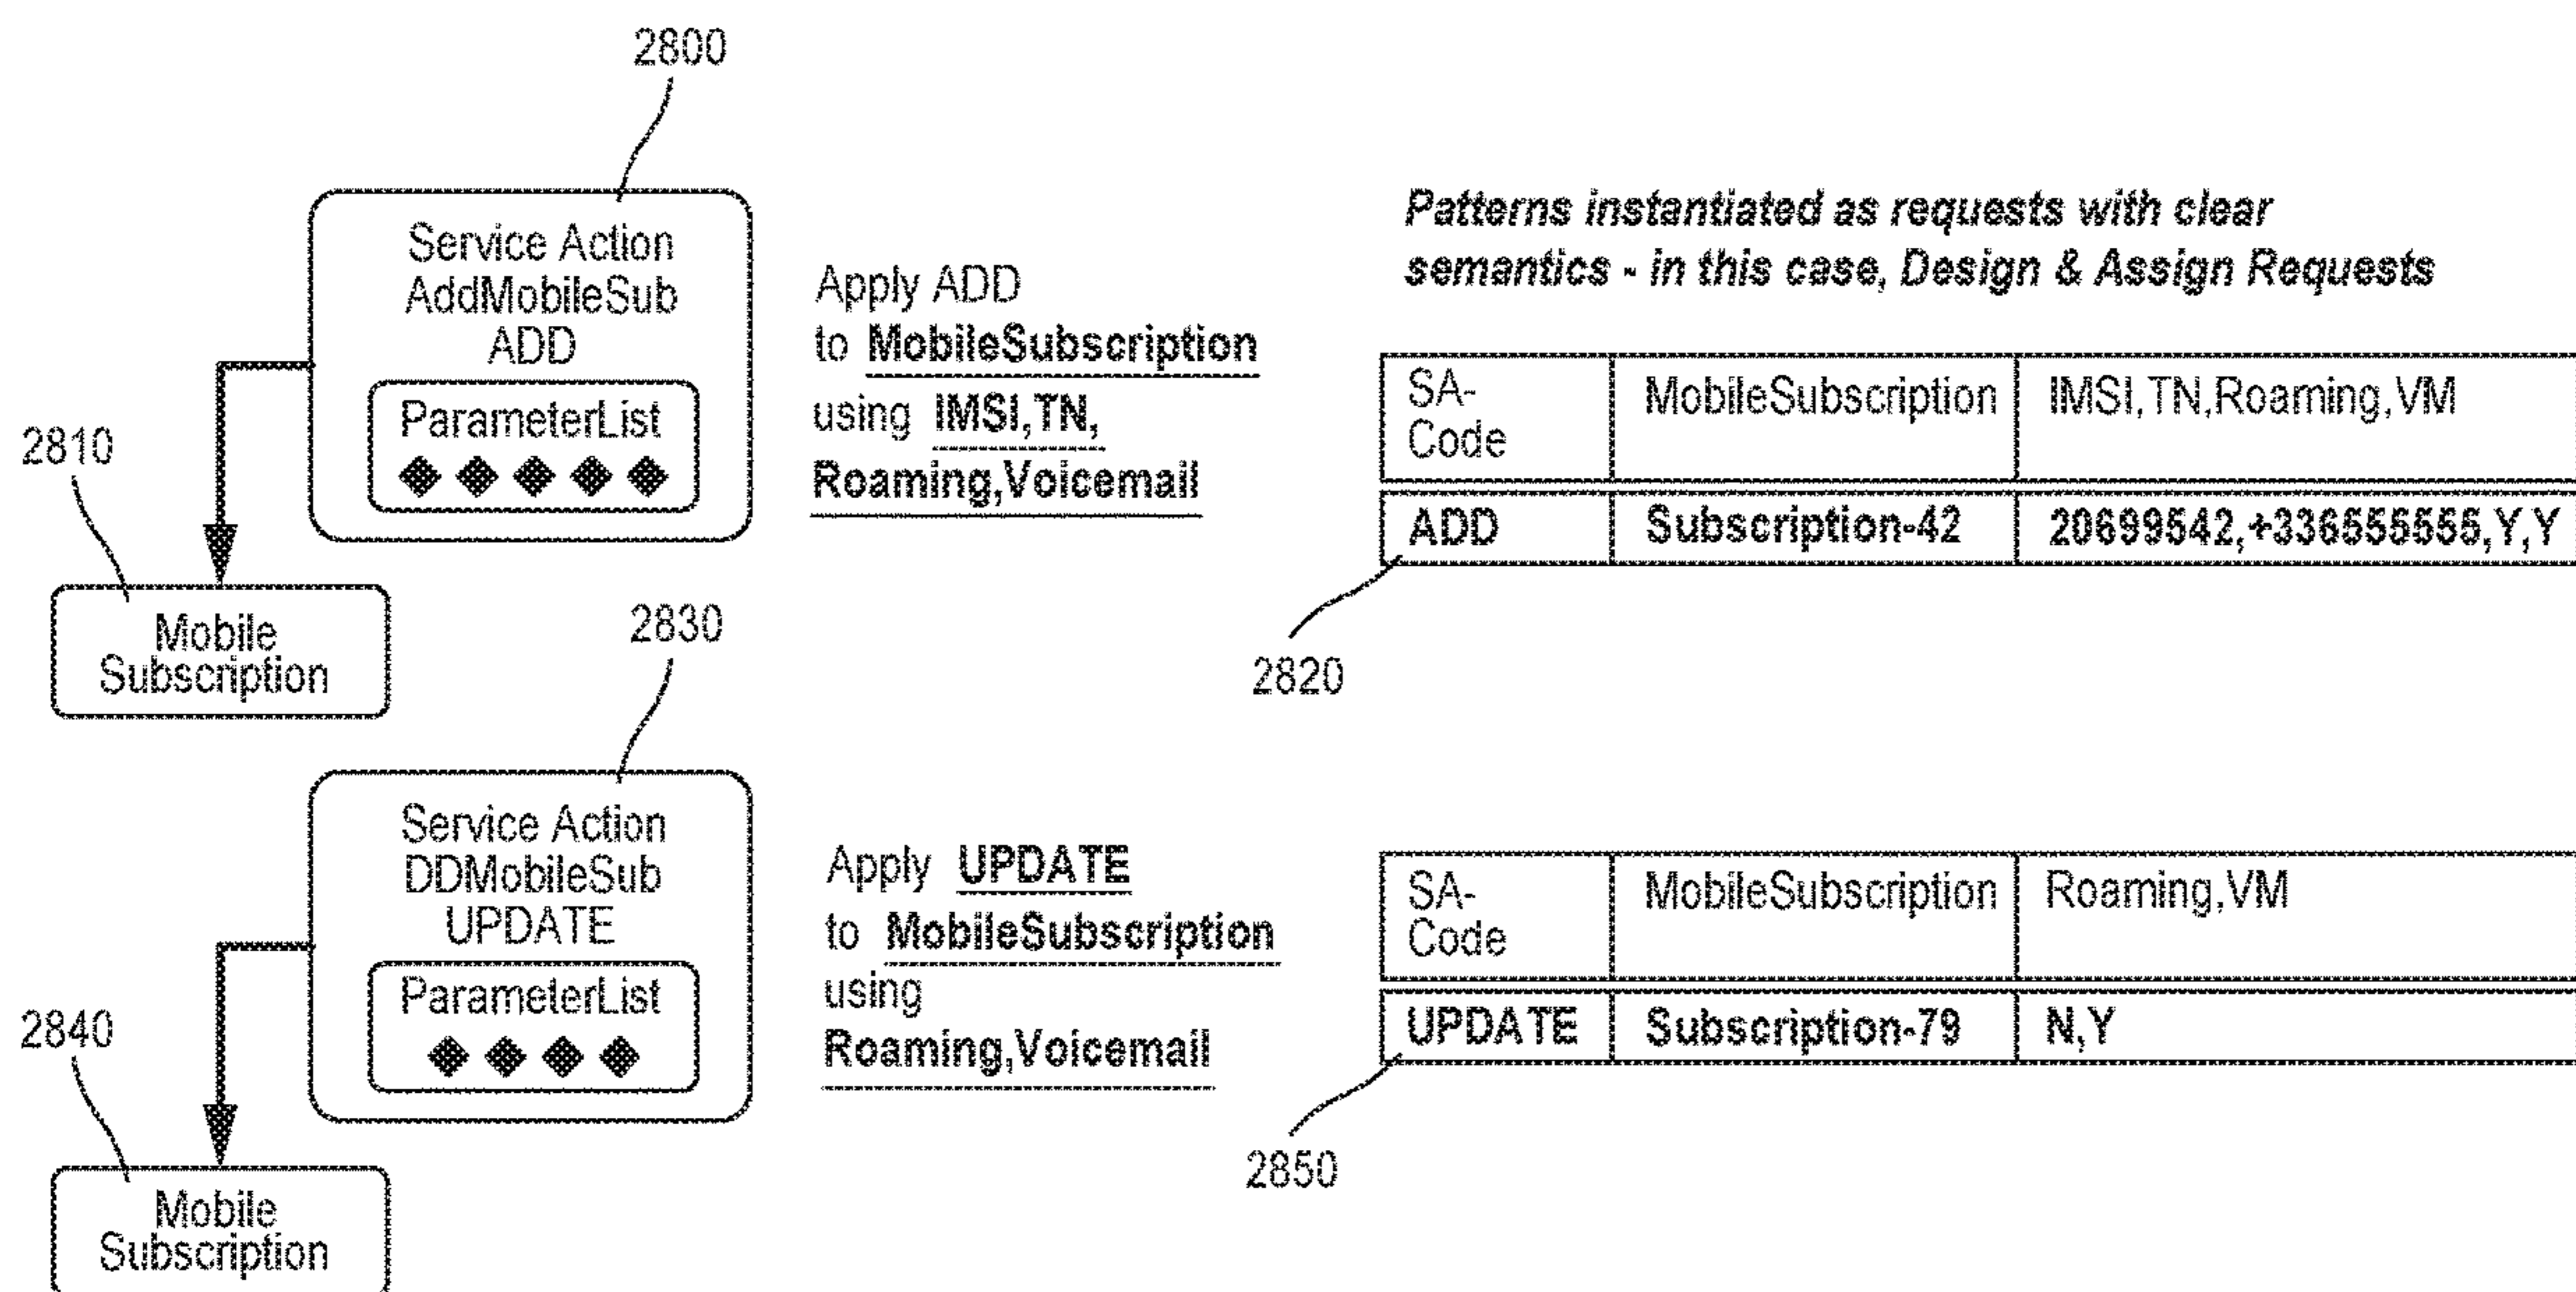 2800
Service Action
AddMobileSub
ADD
ParameterList
2810
Mobile
Subscription
Apply ADD
to MobileSubscription
using IMSI,TN,
Roaming,Voicemail
Patterns instantiated as requests with clear
semantics - in this case, Design & Assign Requests
SA-
Code
MobileSubscription
IMSI,TN,Roaming,VM
ADD
Subscription-42
20699542,+336555555,Y,Y
2820
2830
Service Action
DDMobileSub
UPDATE
ParameterList
2840
Mobile
Subscription
Apply UPDATE
to MobileSubscription
using
Roaming,Voicemail
SA-
Code
MobileSubscription
Roaming,VM
UPDATE
Subscription-79
N,Y
2850